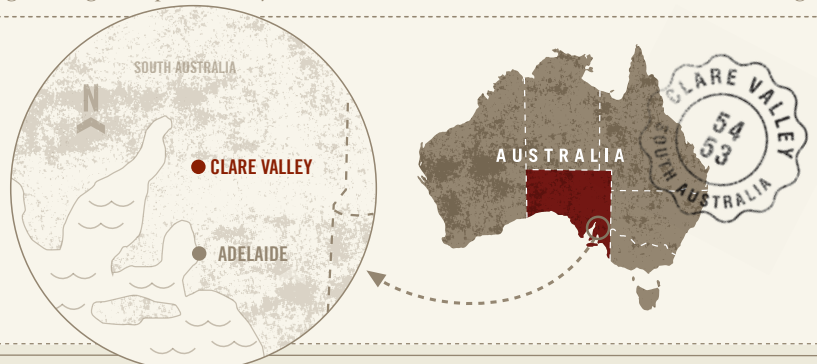 SOUTH AUSTRALIA
N
CLARE VALLEY
ADELAIDE
AUSTRALIA
CLARE VALLEY
54
53
SOUTH AUSTRALIA